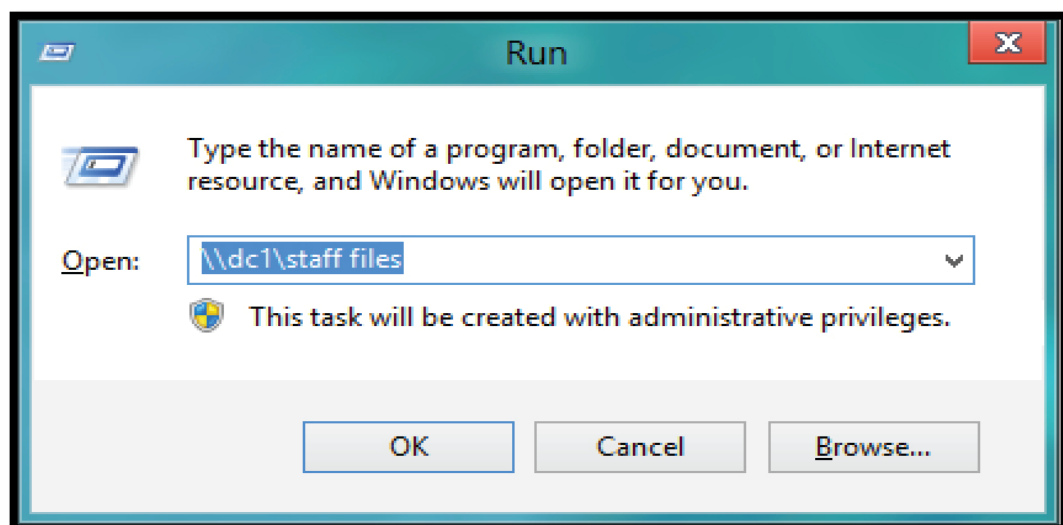 Run
x
Type the name of a program, folder, document, or Internet
resource, and Windows will open it for you.
Open: \\dc1\staff files
This task will be created with administrative privileges.
OK Cancel Browse...